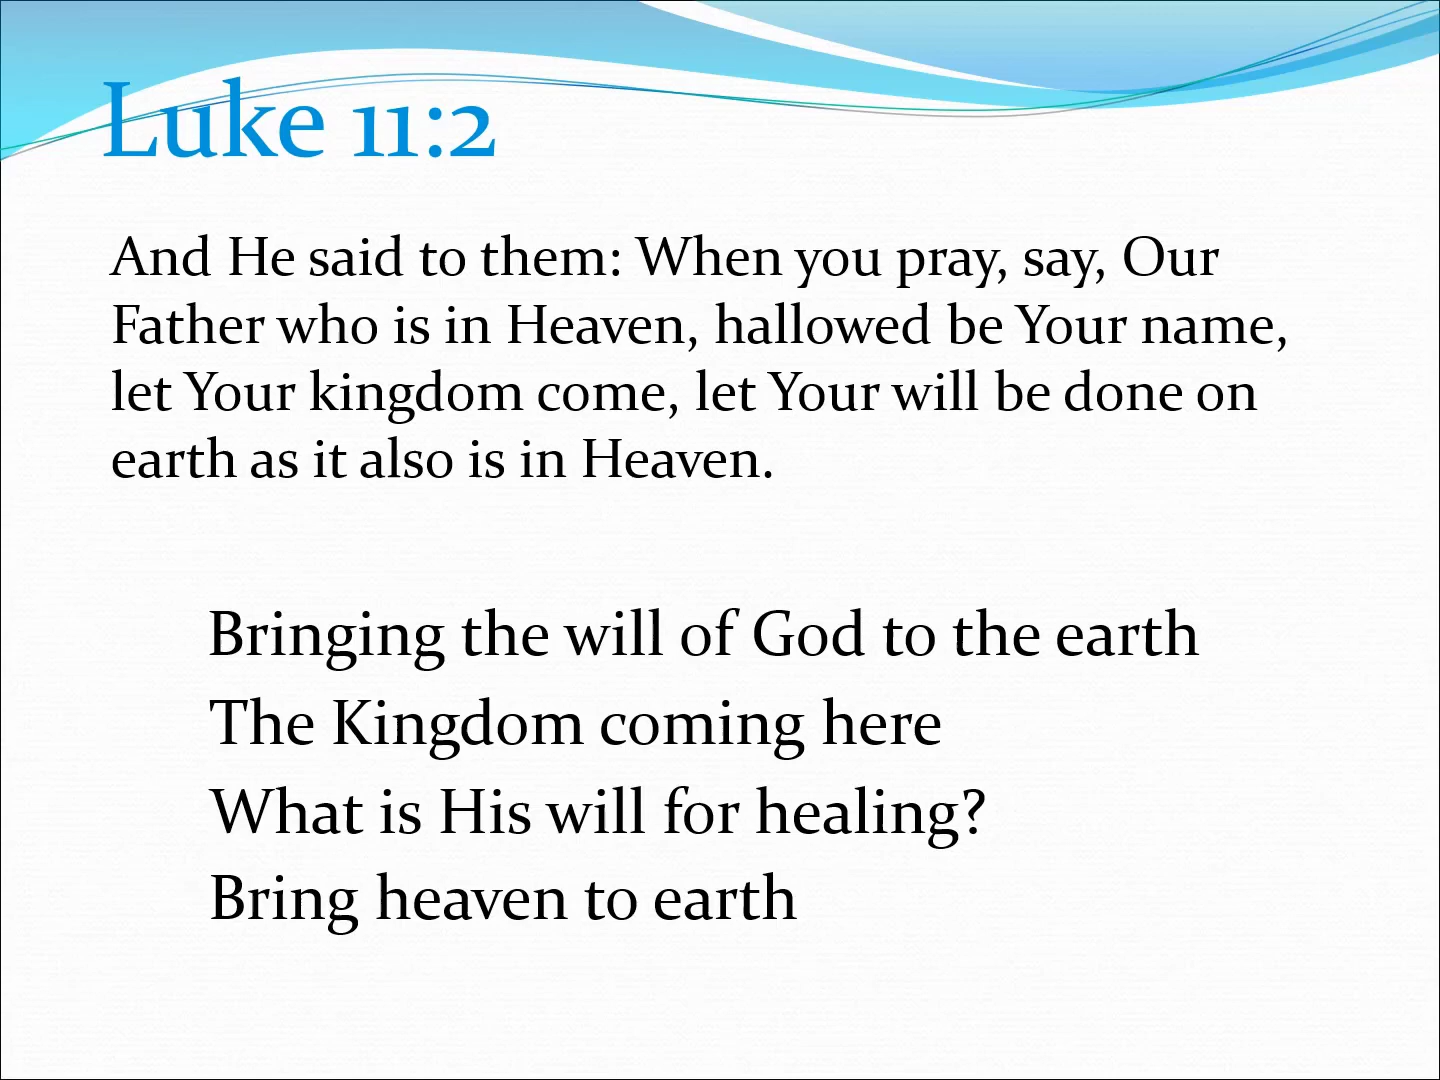 Luke 11:2
And He said to them: When you pray, say, Our
Father who is in Heaven, hallowed be Your name,
let Your kingdom come, let Your will be done on
earth as it also is in Heaven.
Bringing the will of God to the earth
The Kingdom coming here
What is His will for healing?
Bring heaven to earth